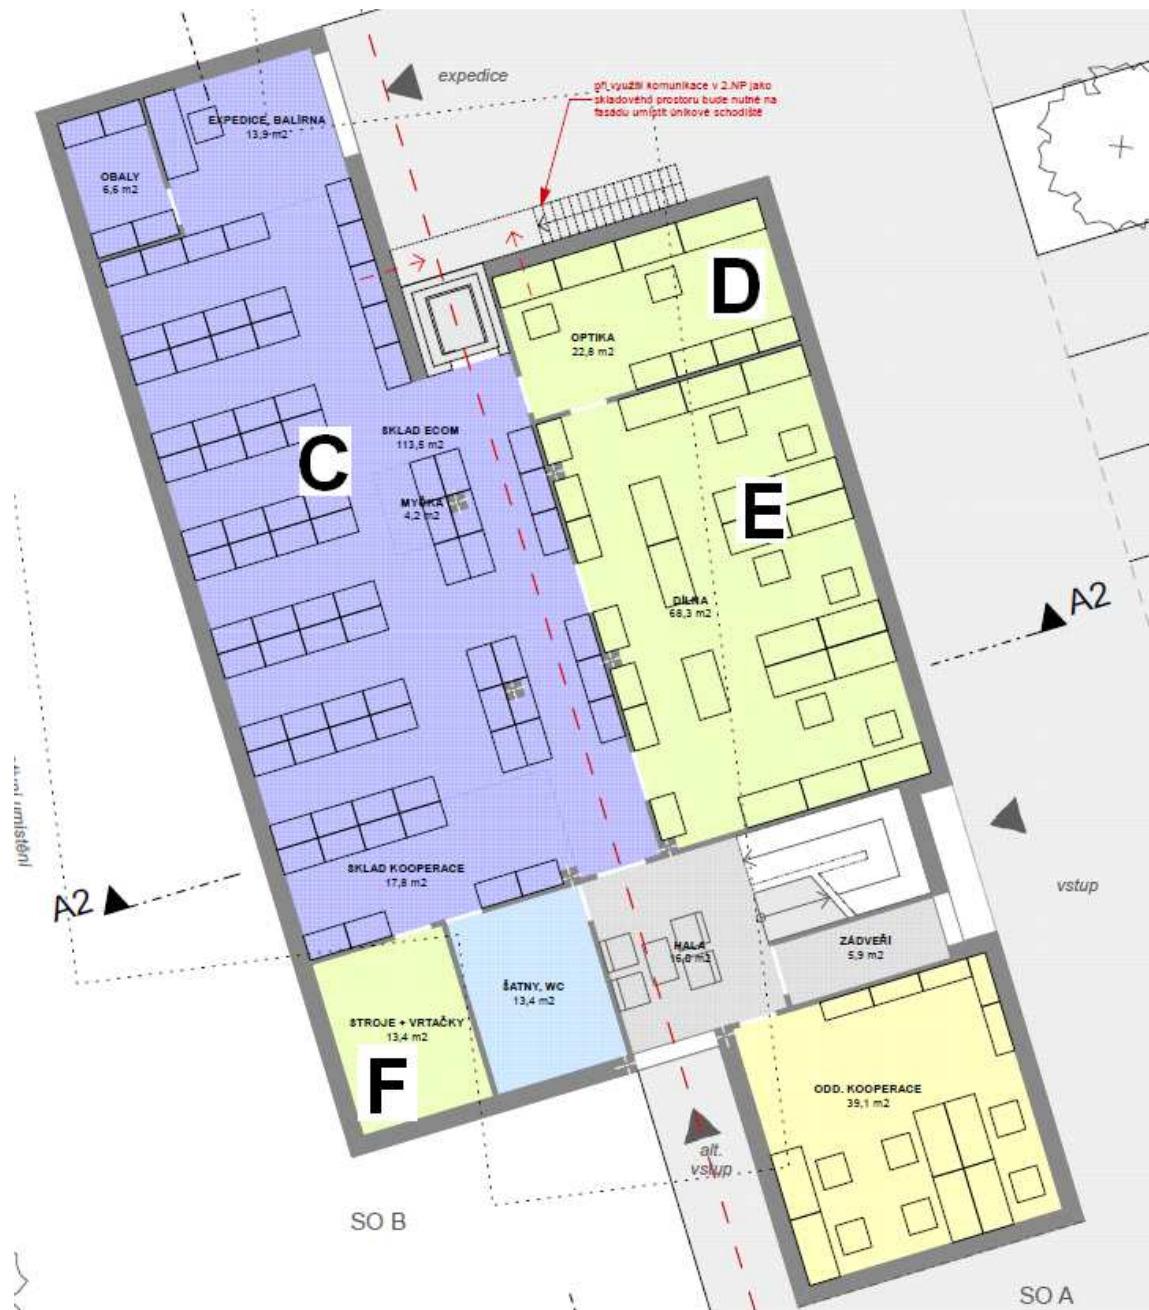 expedice
při využití komunikace v 2.NP jako
skladového prostoru bude nutné na
fasádu umístit únikové schodiště
EXPEDICE, BALÍRNA
13,9 m2
OBALY
6,6 m2
D
OPTIKA
22,8 m2
SKLAD ECOM
113,5 m2
C
MYČKA
4,2 m2
E
DÍLNA
68,3 m2
A2
umístění
SKLAD KOOPERACE
17,8 m2
A2
vstup
HALA
16,0 m2
ZÁDVEŘÍ
5,9 m2
ŠATNY, WC
13,4 m2
STROJE + VRTAČKY
13,4 m2
F
ODD. KOOPERACE
39,1 m2
alt.
vstup
SO B
SO A